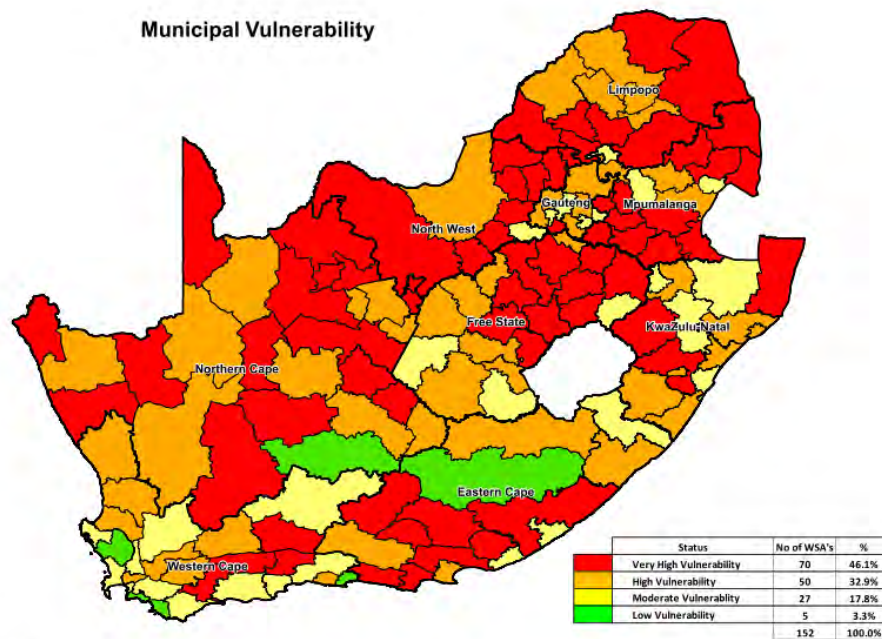 Municipal Vulnerability
Limpopo
Gauteng
Mpumalanga
North West
Free State
KwaZulu-Natal
Northern Cape
Eastern Cape
Western Cape
Status No of WSA's %
Very High Vulnerability 70 46.1%
High Vulnerability 50 32.9%
Moderate Vulnerablity 27 17.8%
Low Vulnerability 5 3.3%
152 100.0%